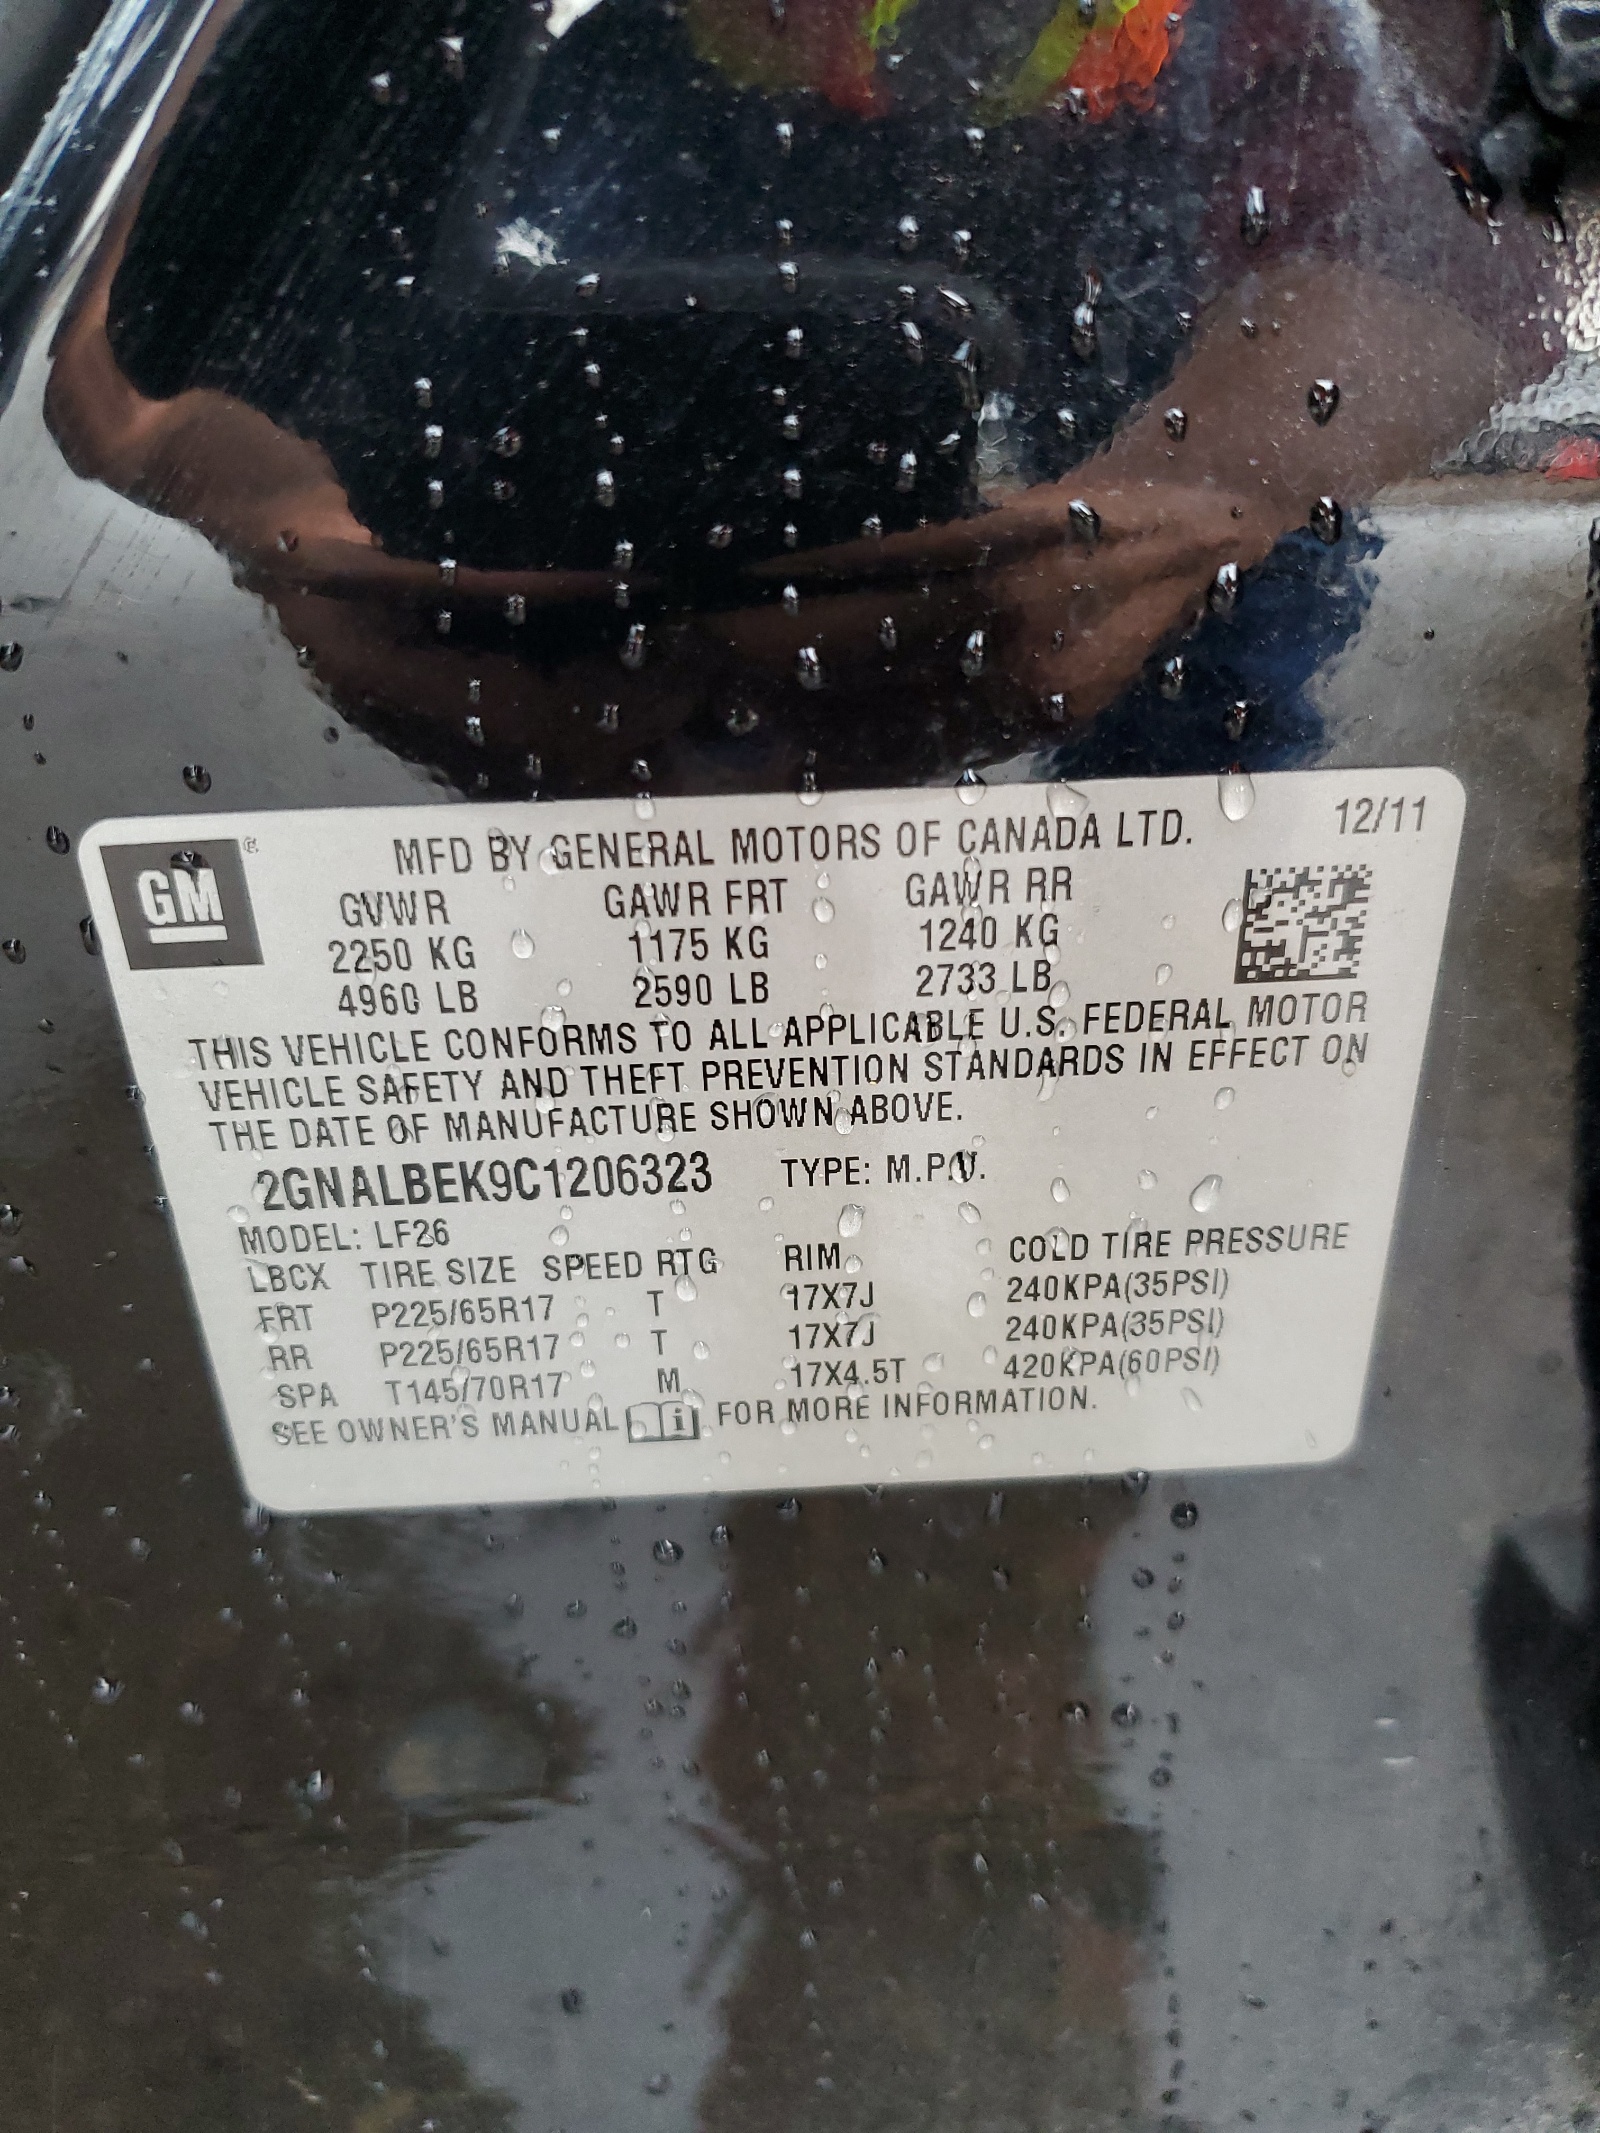 GM
MFD BY GENERAL MOTORS OF CANADA LTD. 12/11
GVWR GAWR FRT GAWR RR
2250 KG 1175 KG 1240 KG
4960 LB 2590 LB 2733 LB
THIS VEHICLE CONFORMS TO ALL APPLICABLE U.S. FEDERAL MOTOR
VEHICLE SAFETY AND THEFT PREVENTION STANDARDS IN EFFECT ON
THE DATE OF MANUFACTURE SHOWN ABOVE.
2GNALBEK9C1206323 TYPE: M.P.V.
MODEL: LF26
LBCX TIRE SIZE SPEED RTG RIM COLD TIRE PRESSURE
FRT P225/65R17 T 17X7J 240KPA(35PSI)
RR P225/65R17 T 17X7J 240KPA(35PSI)
SPA T145/70R17 M 17X4.5T 420KPA(60PSI)
SEE OWNER'S MANUAL i FOR MORE INFORMATION.